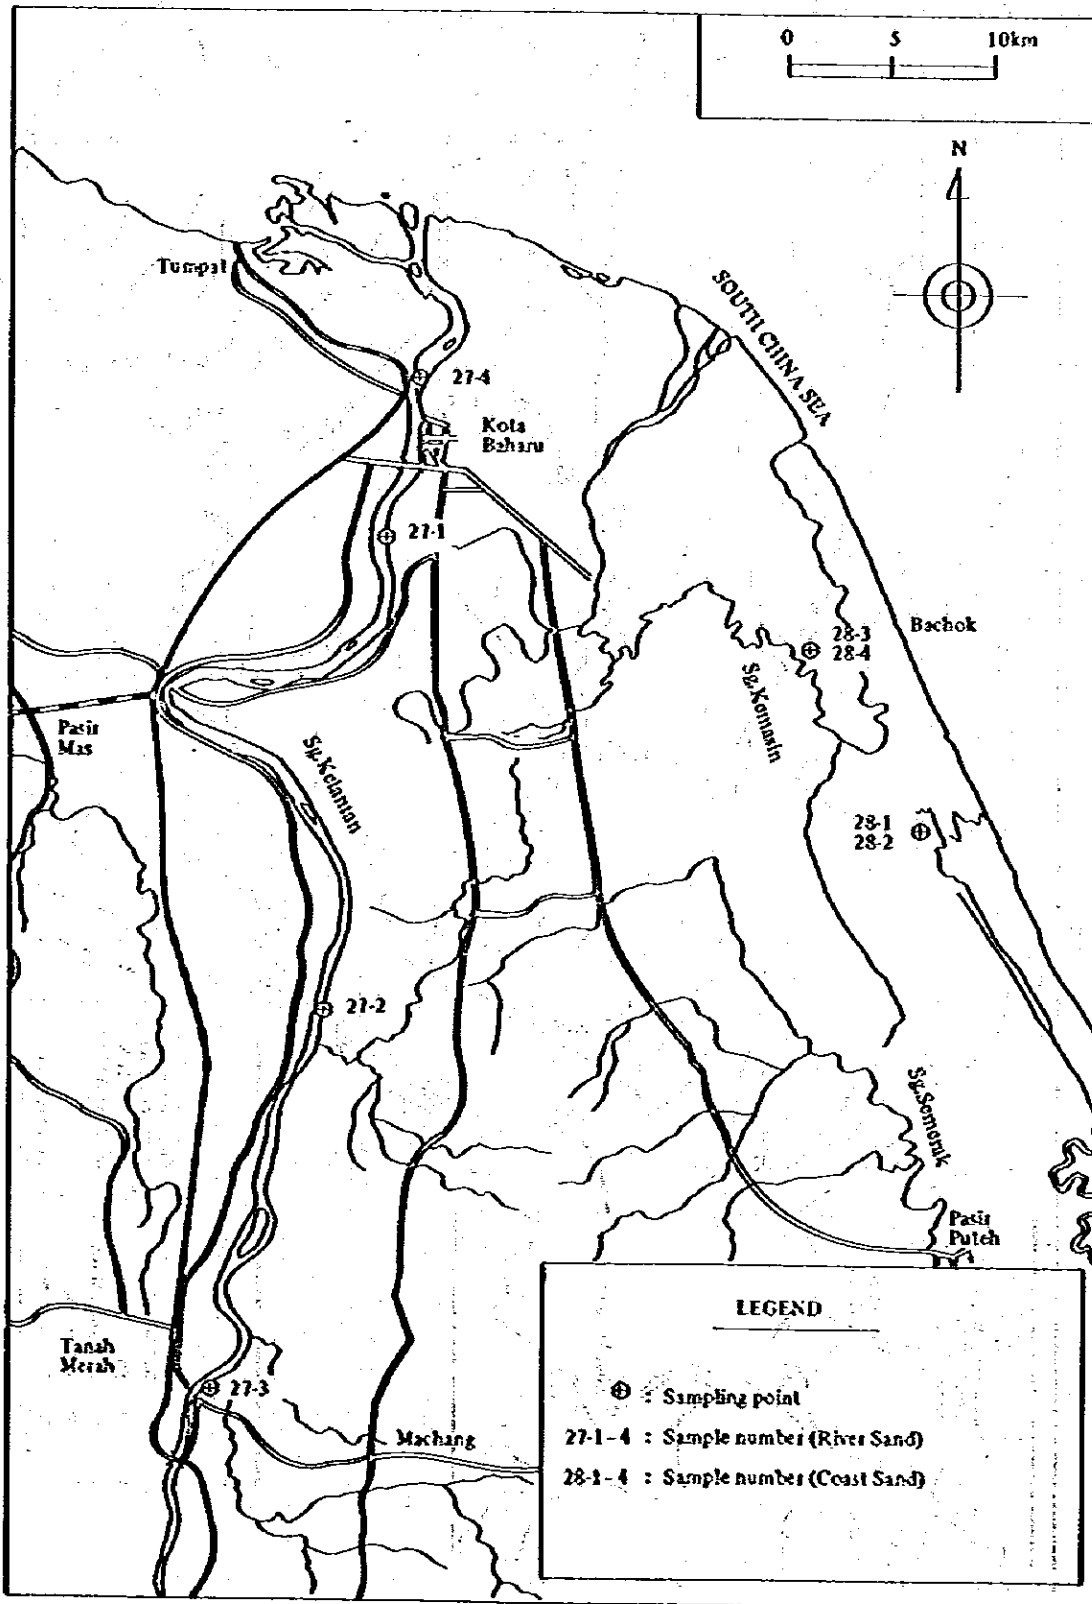 0 5 10km
N
Tumpat
SOUTH CHINA SEA
27-4
Kota
Baharu
27-1
Bachok
28-3
28-4
Sg.Kemasin
Pasir
Mas
Sg.Kelantan
28-1
28-2
27-2
Sg.Semerak
Pasir
Puteh
LEGEND
Tanah
Merah
27-3
⊕ : Sampling point
Machang
27-1-4 : Sample number (River Sand)
28-1-4 : Sample number (Coast Sand)